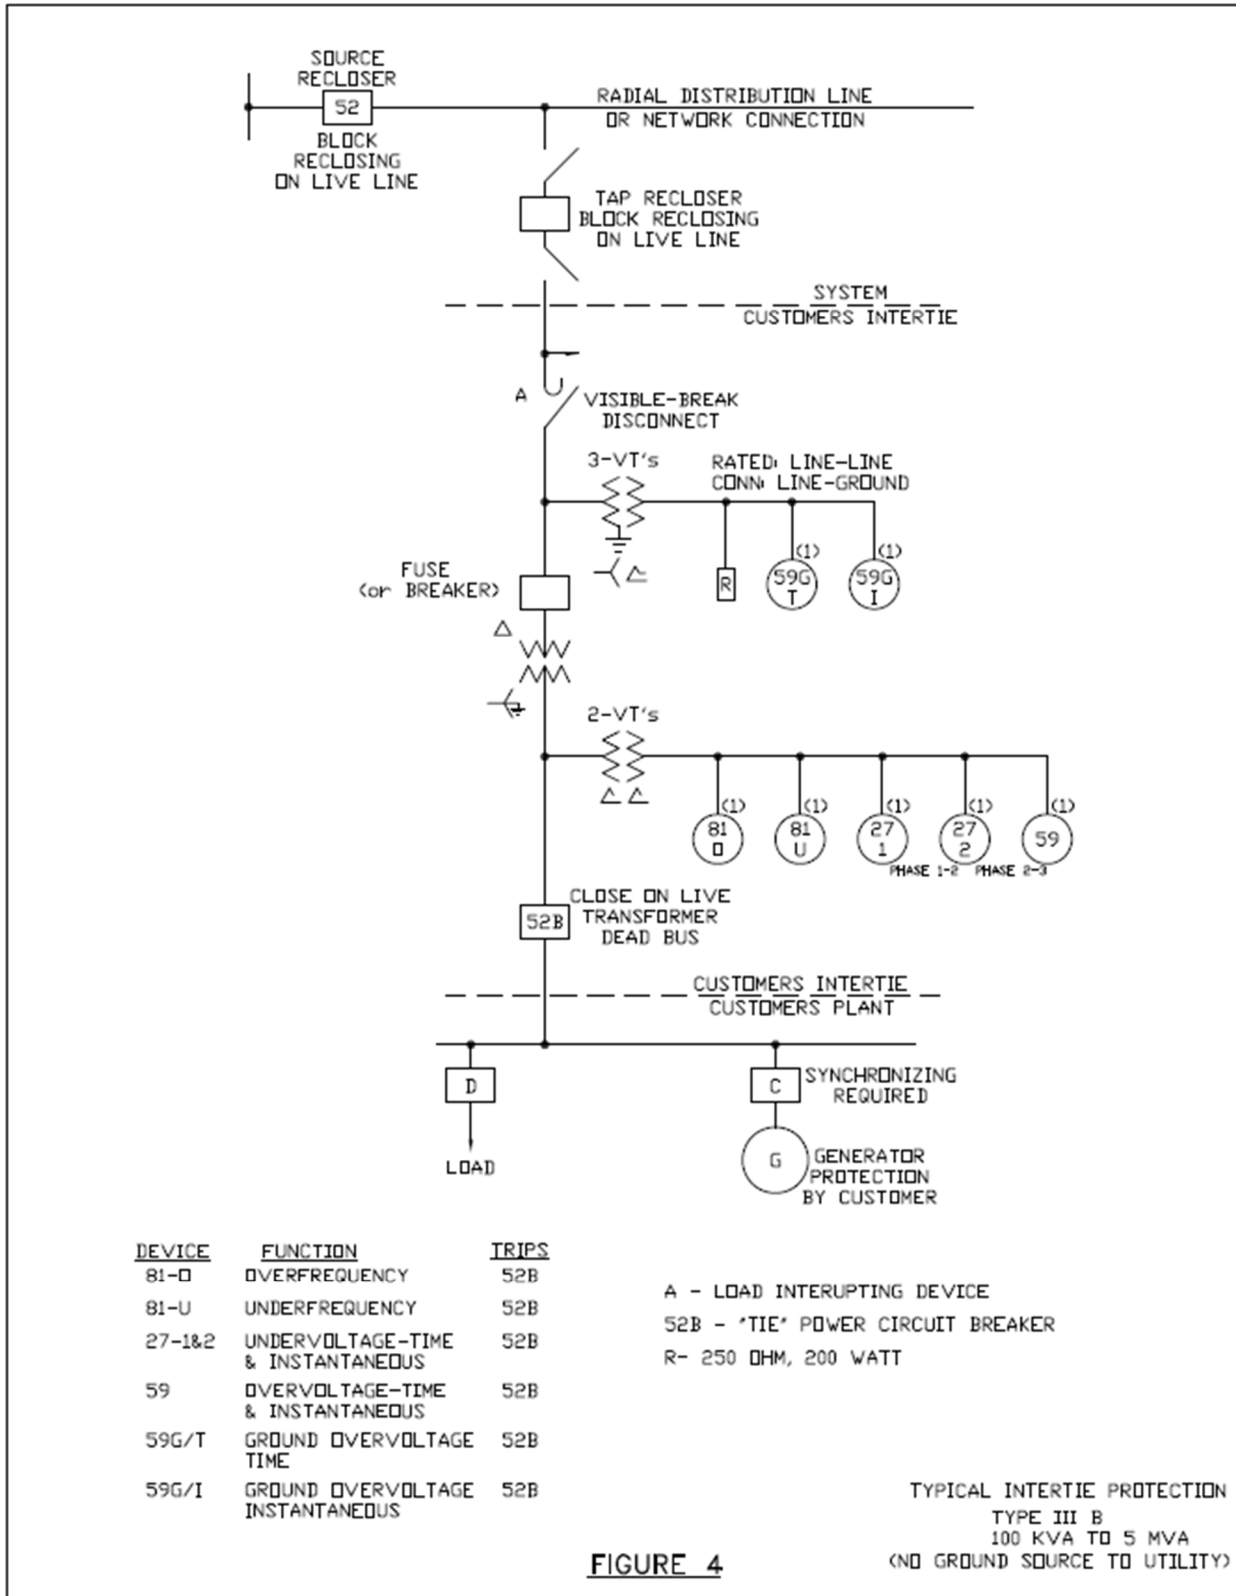 SOURCE
RECLOSER
52
BLOCK
RECLOSING
ON LIVE LINE
RADIAL DISTRIBUTION LINE
OR NETWORK CONNECTION
TAP RECLOSER
BLOCK RECLOSING
ON LIVE LINE
SYSTEM
CUSTOMERS INTERTIE
A
VISIBLE-BREAK
DISCONNECT
3-VT's
RATED: LINE-LINE
CONN: LINE-GROUND
FUSE
(or BREAKER)
R
(1)
59G
T
(1)
59G
I
2-VT's
(1)
81
O
(1)
81
U
(1)
27
1
(1)
27
2
(1)
59
PHASE 1-2 PHASE 2-3
52B
CLOSE ON LIVE
TRANSFORMER
DEAD BUS
CUSTOMERS INTERTIE
CUSTOMERS PLANT
D
LOAD
C
SYNCHRONIZING
REQUIRED
G
GENERATOR
PROTECTION
BY CUSTOMER
DEVICE FUNCTION TRIPS
81-O OVERFREQUENCY 52B
81-U UNDERFREQUENCY 52B
27-1&2 UNDERVOLTAGE-TIME 52B
& INSTANTANEOUS
59 OVERVOLTAGE-TIME 52B
& INSTANTANEOUS
59G/T GROUND OVERVOLTAGE 52B
TIME
59G/I GROUND OVERVOLTAGE 52B
INSTANTANEOUS
A - LOAD INTERUPTING DEVICE
52B - "TIE" POWER CIRCUIT BREAKER
R- 250 OHM, 200 WATT
TYPICAL INTERTIE PROTECTION
TYPE III B
100 KVA TO 5 MVA
(NO GROUND SOURCE TO UTILITY)
FIGURE 4